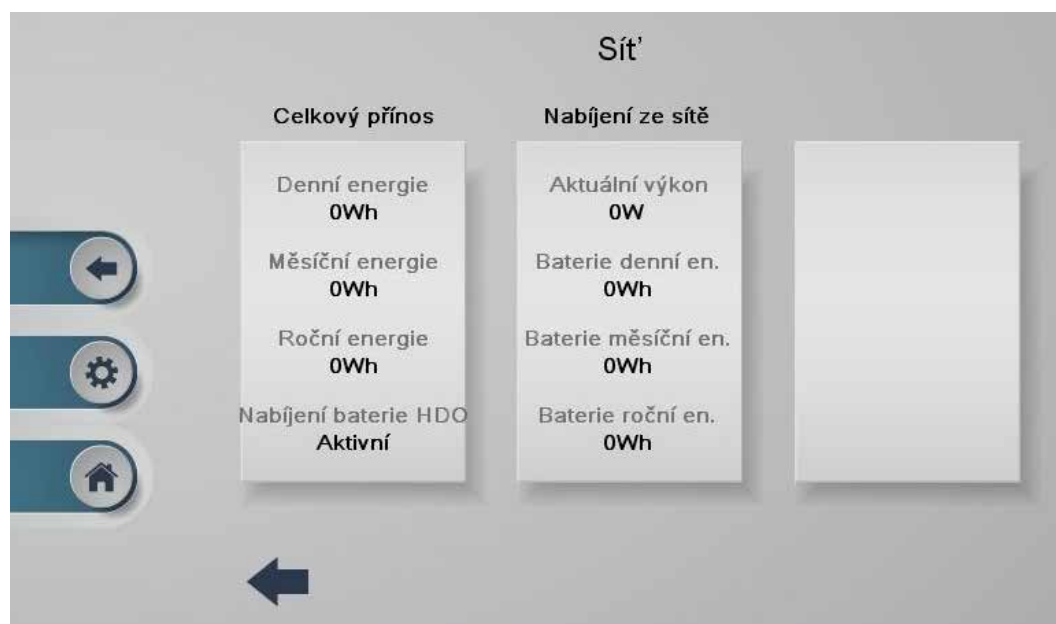 Síť
Celkový přínos
Denní energie
0Wh
Měsíční energie
0Wh
Roční energie
0Wh
Nabíjení baterie HDO
Aktivní
Nabíjení ze sítě
Aktuální výkon
0W
Baterie denní en.
0Wh
Baterie měsíční en.
0Wh
Baterie roční en.
0Wh